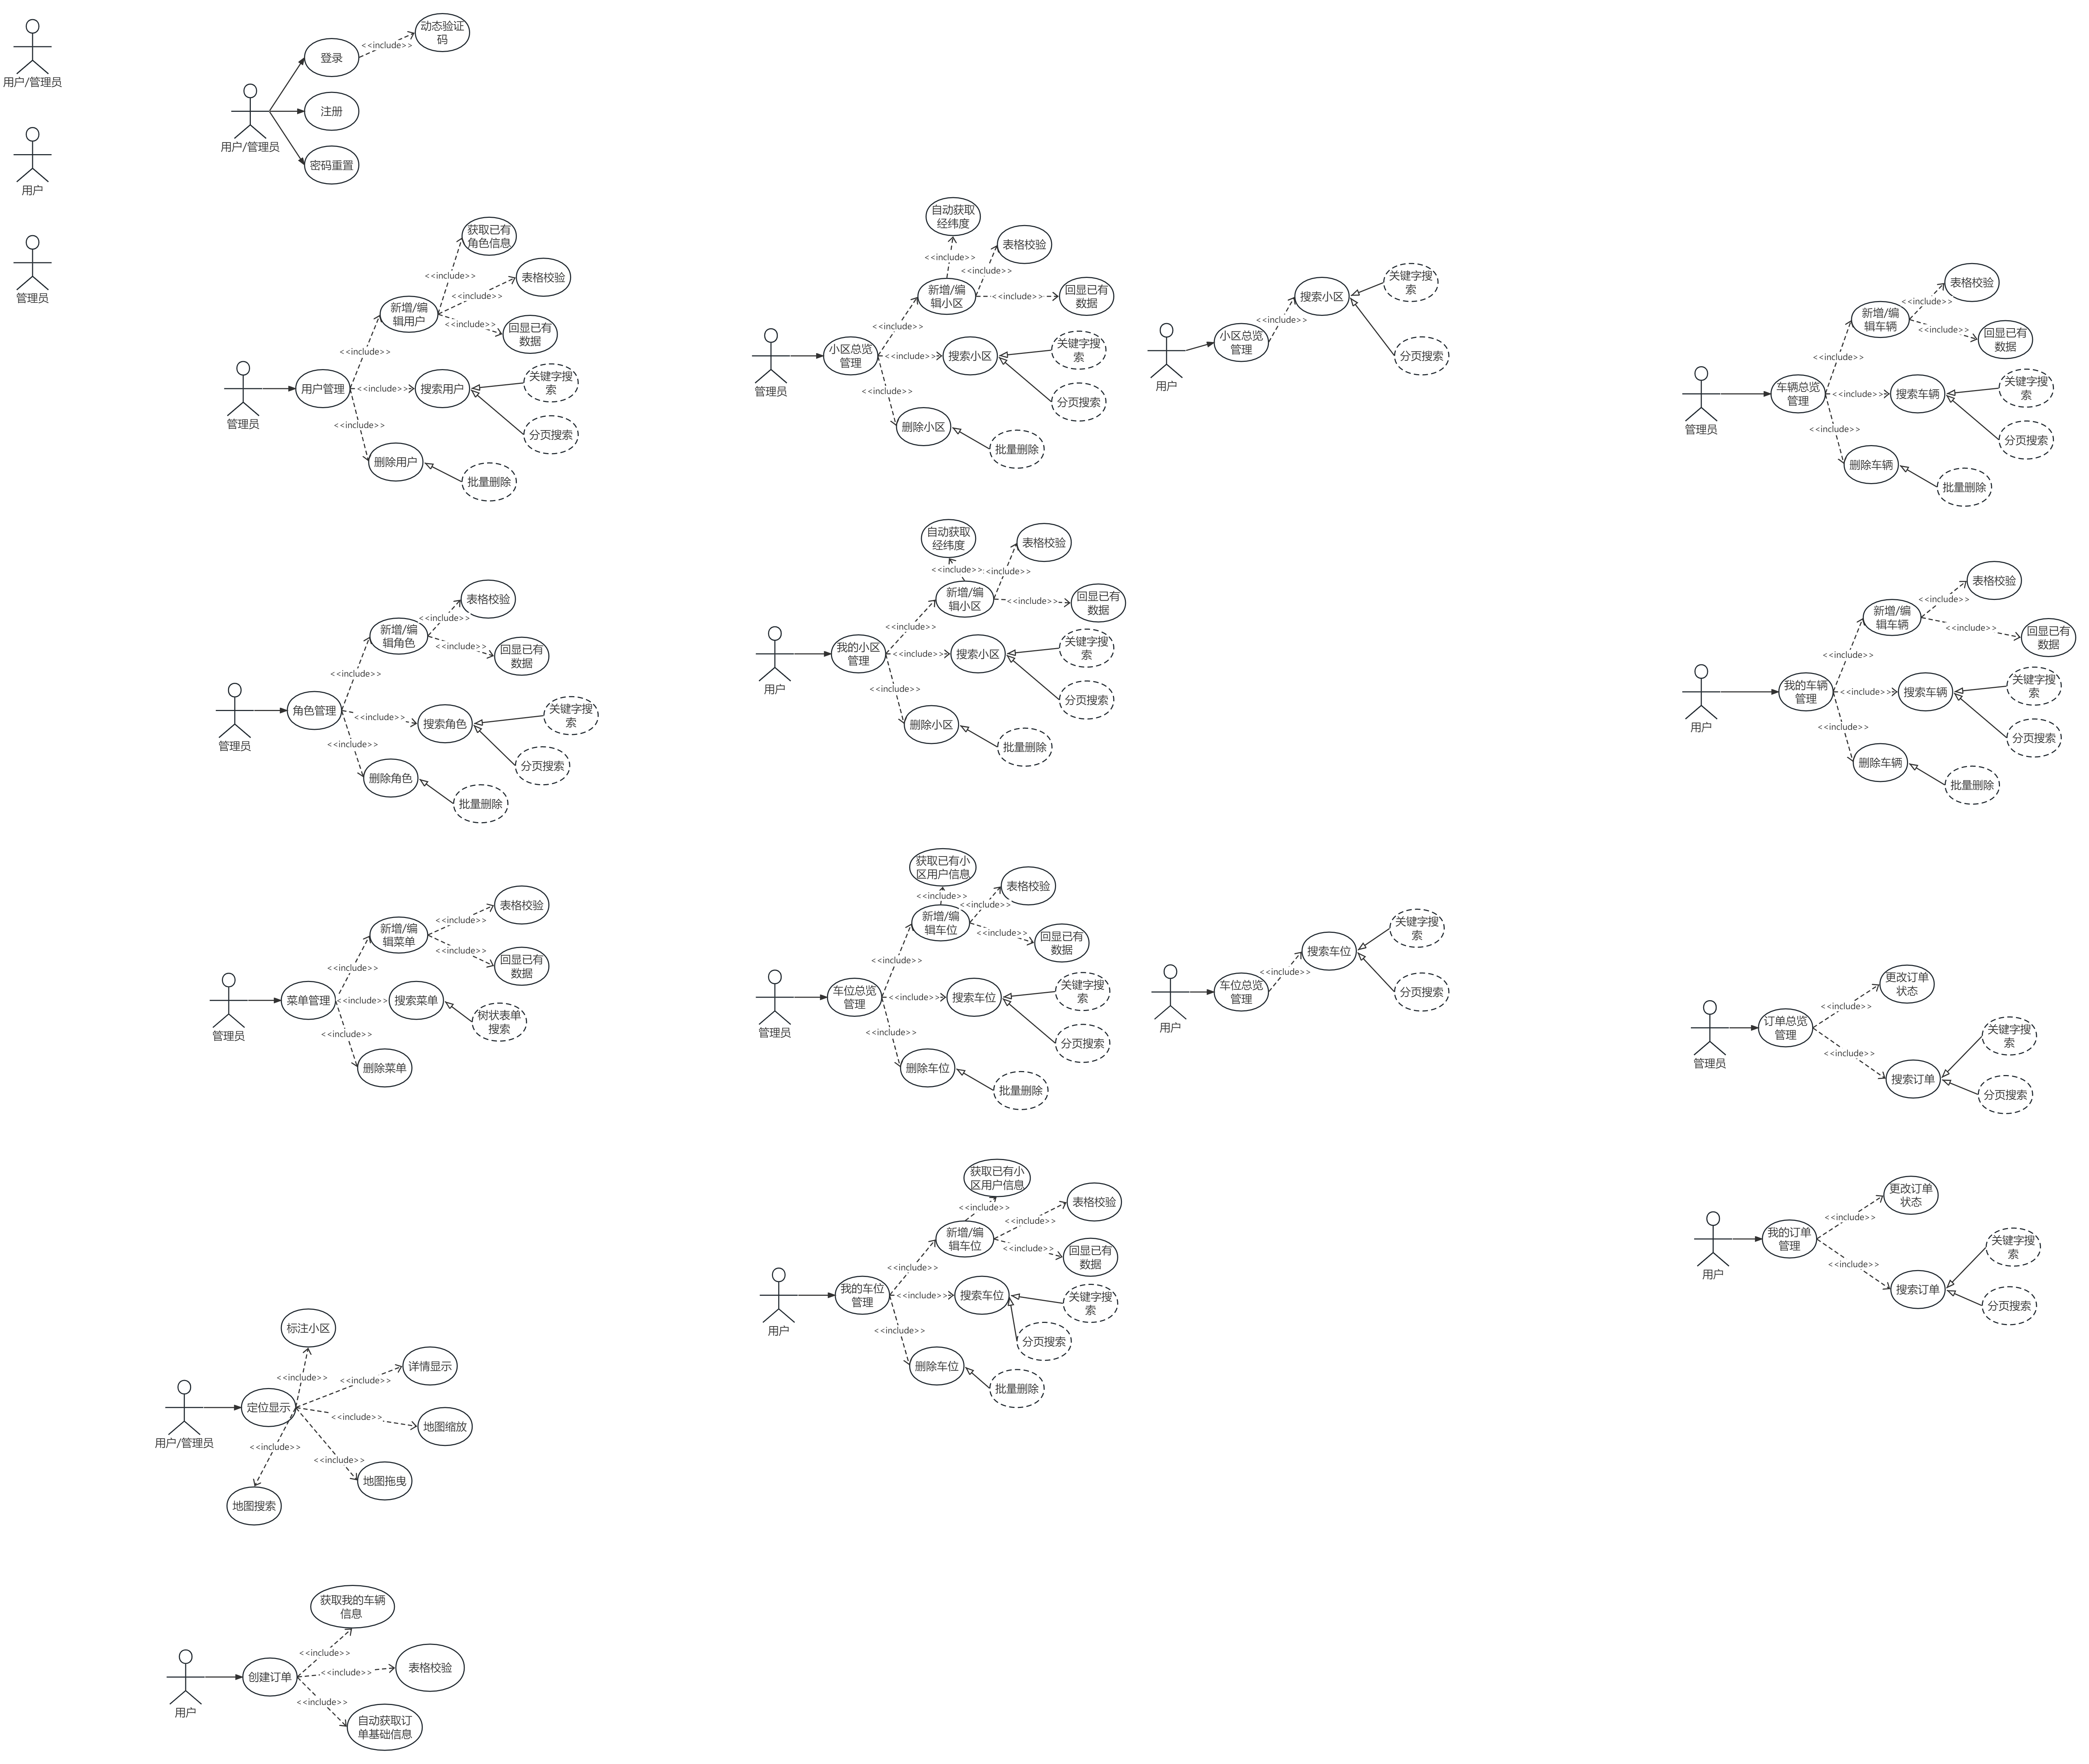 用户/管理员
用户
管理员
动态验证
码
<<include>>
登录
注册
用户/管理员
密码重置
获取已有
角色信息
<<include>>
表格校验
<<include>>
新增/编
辑用户
<<include>>
回显已有
数据
<<include>>
用户管理
<<include>>
搜索用户
关键字搜
索
管理员
<<include>>
分页搜索
删除用户
批量删除
自动获取
经纬度
表格校验
<<include>>
<<include>>
新增/编
辑小区
<<include>>
回显已有
数据
<<include>>
小区总览
管理
<<include>>
搜索小区
关键字搜
索
管理员
<<include>>
分页搜索
删除小区
批量删除
关键字搜
索
搜索小区
<<include>>
小区总览
管理
分页搜索
用户
表格校验
<<include>>
新增/编
辑车辆
<<include>>
回显已有
数据
<<include>>
车辆总览
管理
<<include>>
搜索车辆
关键字搜
索
管理员
<<include>>
分页搜索
删除车辆
批量删除
表格校验
<<include>>
新增/编
辑角色
<<include>>
回显已有
数据
<<include>>
角色管理
<<include>>
搜索角色
关键字搜
索
管理员
<<include>>
分页搜索
删除角色
批量删除
自动获取
经纬度
表格校验
<<include>>
<include>>
新增/编
辑小区
<<include>>
回显已有
数据
<<include>>
我的小区
管理
<<include>>
搜索小区
关键字搜
索
用户
<<include>>
分页搜索
删除小区
批量删除
表格校验
<<include>>
新增/编
辑车辆
<<include>>
回显已有
数据
<<include>>
我的车辆
管理
<<include>>
搜索车辆
关键字搜
索
用户
<<include>>
分页搜索
删除车辆
批量删除
表格校验
<<include>>
新增/编
辑菜单
<<include>>
回显已有
数据
<<include>>
菜单管理
<<include>>
搜索菜单
树状表单
搜索
管理员
<<include>>
删除菜单
获取已有小
区用户信息
表格校验
<<include>>
<<include>>
新增/编
辑车位
<<include>>
回显已有
数据
<<include>>
车位总览
管理
<<include>>
搜索车位
关键字搜
索
管理员
<<include>>
分页搜索
删除车位
批量删除
关键字搜
索
搜索车位
<<include>>
车位总览
管理
分页搜索
用户
更改订单
状态
<<include>>
订单总览
管理
<<include>>
关键字搜
索
管理员
搜索订单
分页搜索
获取已有小
区用户信息
表格校验
<<include>>
<<include>>
新增/编
辑车位
<<include>>
回显已有
数据
<<include>>
我的车位
管理
<<include>>
搜索车位
关键字搜
索
用户
<<include>>
分页搜索
删除车位
批量删除
更改订单
状态
<<include>>
我的订单
管理
<<include>>
关键字搜
索
用户
搜索订单
分页搜索
标注小区
详情显示
<<include>>
<<include>>
定位显示
<<include>>
地图缩放
用户/管理员
<<include>>
<<include>>
地图拖曳
地图搜索
获取我的车辆
信息
<<include>>
创建订单
<<include>>
表格校验
用户
<<include>>
自动获取订
单基础信息